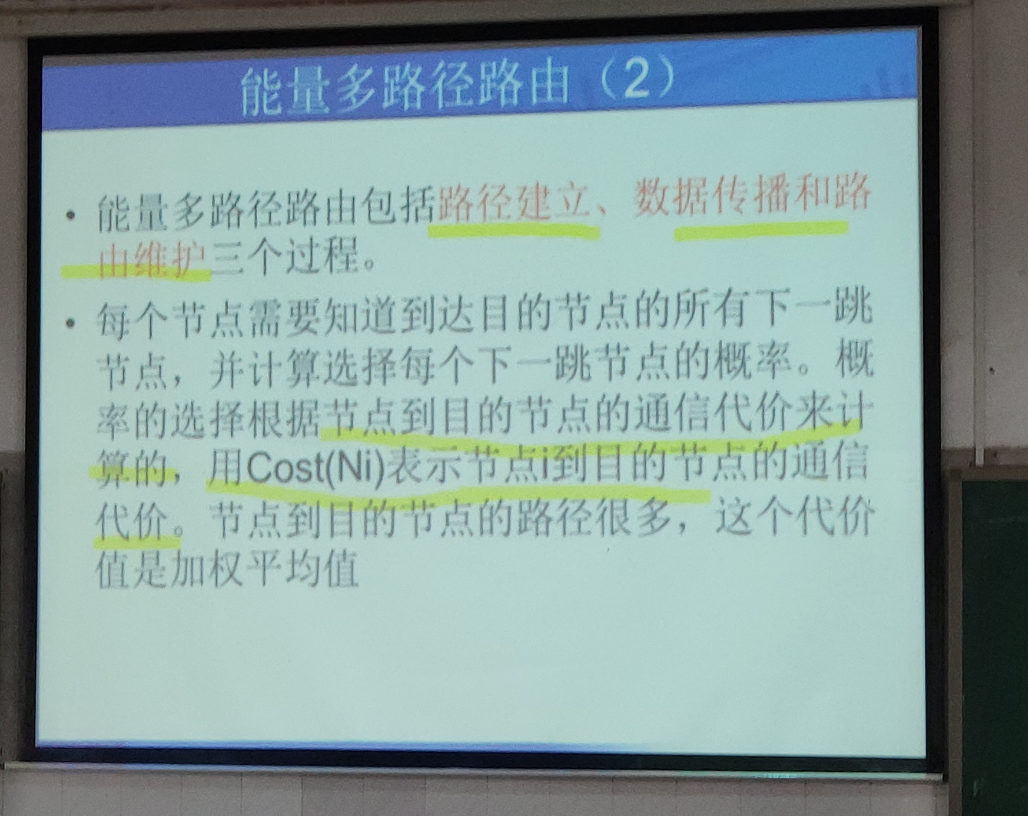 能量多路径路由（2）
• 能量多路径路由包括路径建立、数据传播和路
由维护三个过程。
• 每个节点需要知道到达目的节点的所有下一跳
节点，并计算选择每个下一跳节点的概率。概
率的选择根据节点到目的节点的通信代价来计
算的，用Cost(Ni)表示节点i到目的节点的通信
代价。节点到目的节点的路径很多，这个代价
值是加权平均值